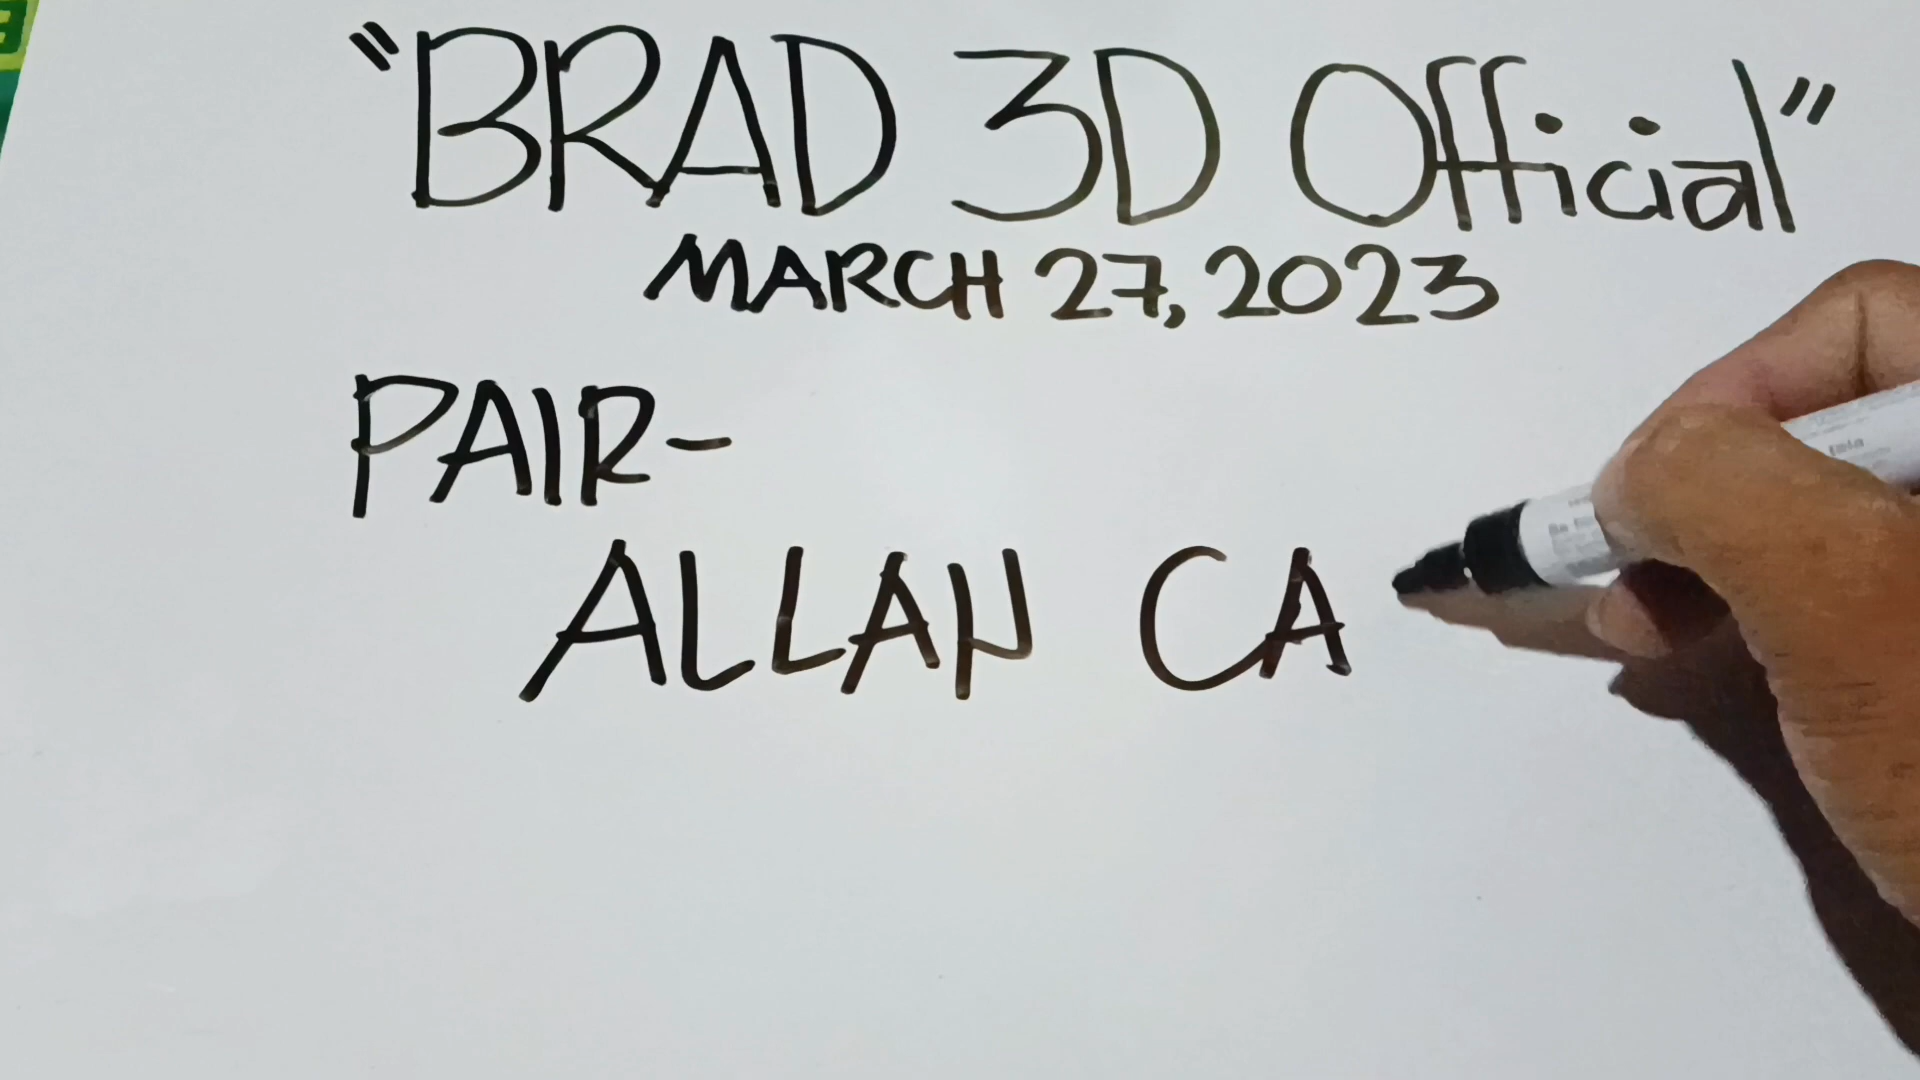 "BRAD 3D Official"
MARCH 27, 2023
PAIR-
ALLAN CA